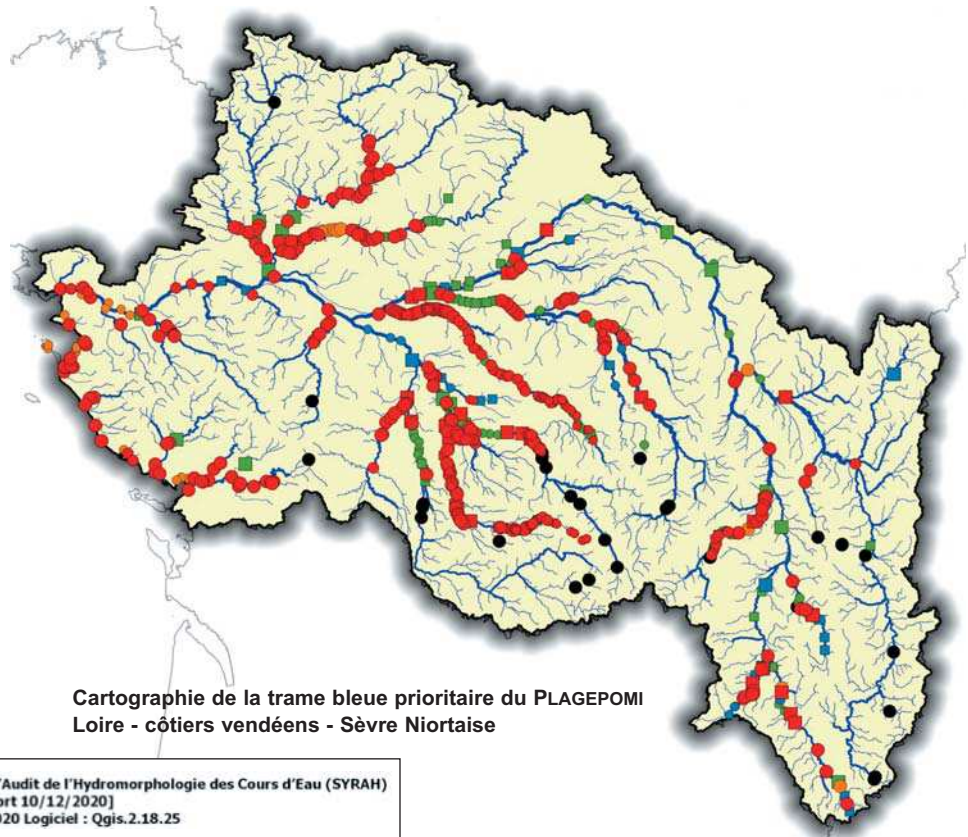 Cartographie de la trame bleue prioritaire du PLAGEPOMI
Loire - côtiers vendéens - Sèvre Niortaise
'Audit de l'Hydromorphologie des Cours d'Eau (SYRAH)
ort 10/12/2020]
020 Logiciel : Qgis.2.18.25